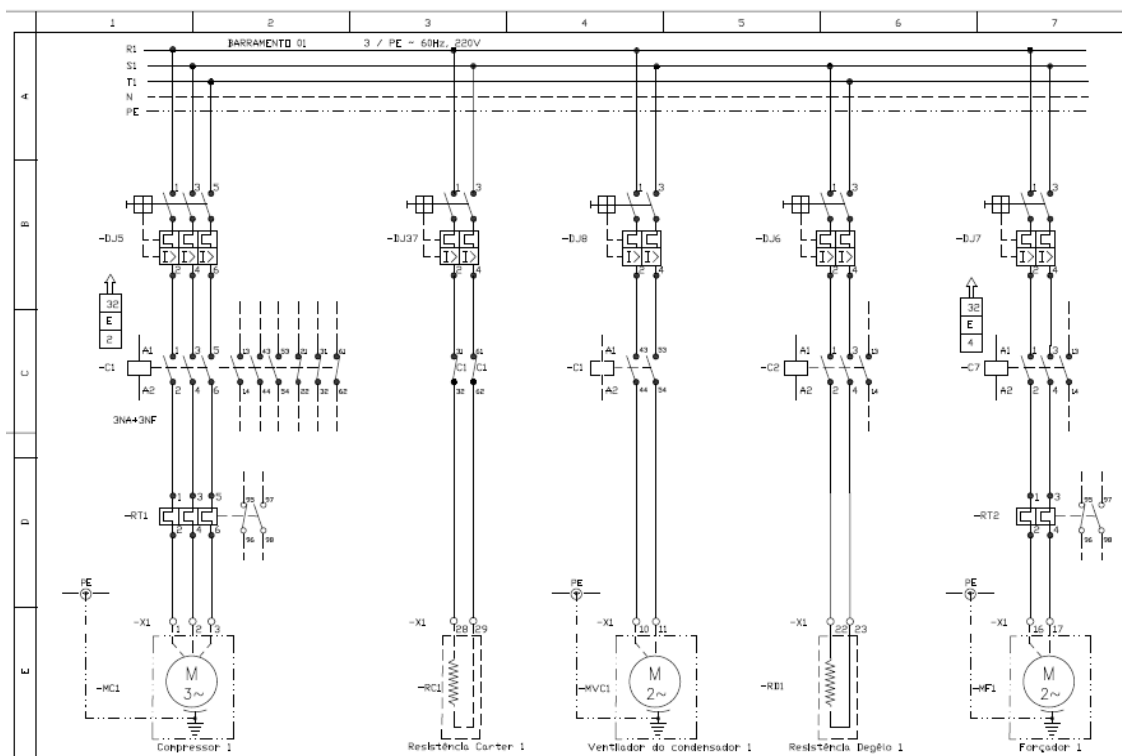 1 2 3 4 5 6 7
BARRAMENTO 01 3 / PE ~ 60Hz, 220V
R1
S1
T1
N
PE
A
1 3 5 1 3 1 3 1 3 1 3
B
-DJ5 -DJ37 -DJ8 -DJ6 -DJ7
I> I> I> I> I> I> I> I> I> I> I>
2 4 6 2 4 2 4 2 4 2 4
32 32
E E
2 4
A1 1 3 5 13 43 53 21 31 61 31 61 A1 43 53 A1 1 3 13 A1 1 3 13
C
-C1 C1 C1 -C1 -C2 -C7
A2 2 4 6 14 44 54 22 32 62 32 62 A2 44 54 A2 2 4 14 A2 2 4 14
3NA+3NF
1 3 5 95 97 1 3 95 97
D
-RT1 -RT2
2 4 6 96 98 2 4 96 98
PE PE PE
-X1 1 2 3 -X1 28 29 -X1 10 11 -X1 22 23 -X1 16 17
E
M M M
3~ 2~ 2~
-MC1 -RC1 -MVC1 -RD1 -MF1
Compressor 1 Resistência Carter 1 Ventilador do condensador 1 Resistência Degêlo 1 Forçador 1